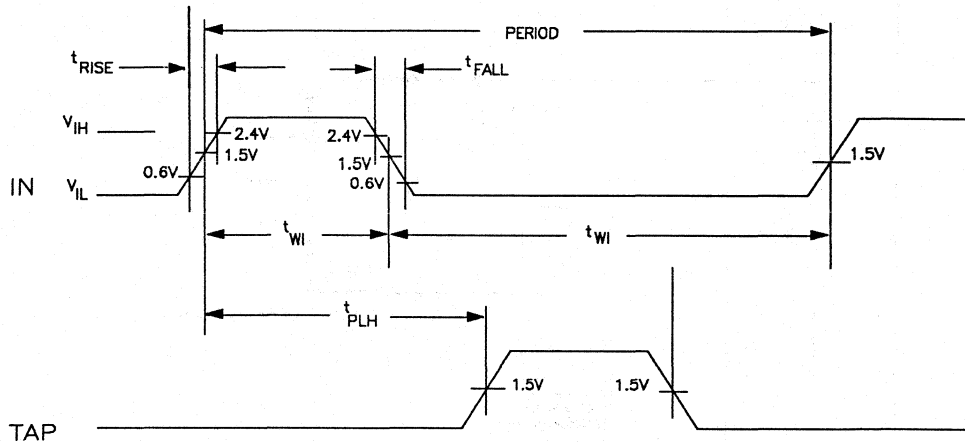 PERIOD
tRISE
tFALL
VIH
2.4V
2.4V
1.5V
1.5V
1.5V
0.6V
0.6V
IN
VIL
tWI
tWI
tPLH
1.5V
1.5V
TAP